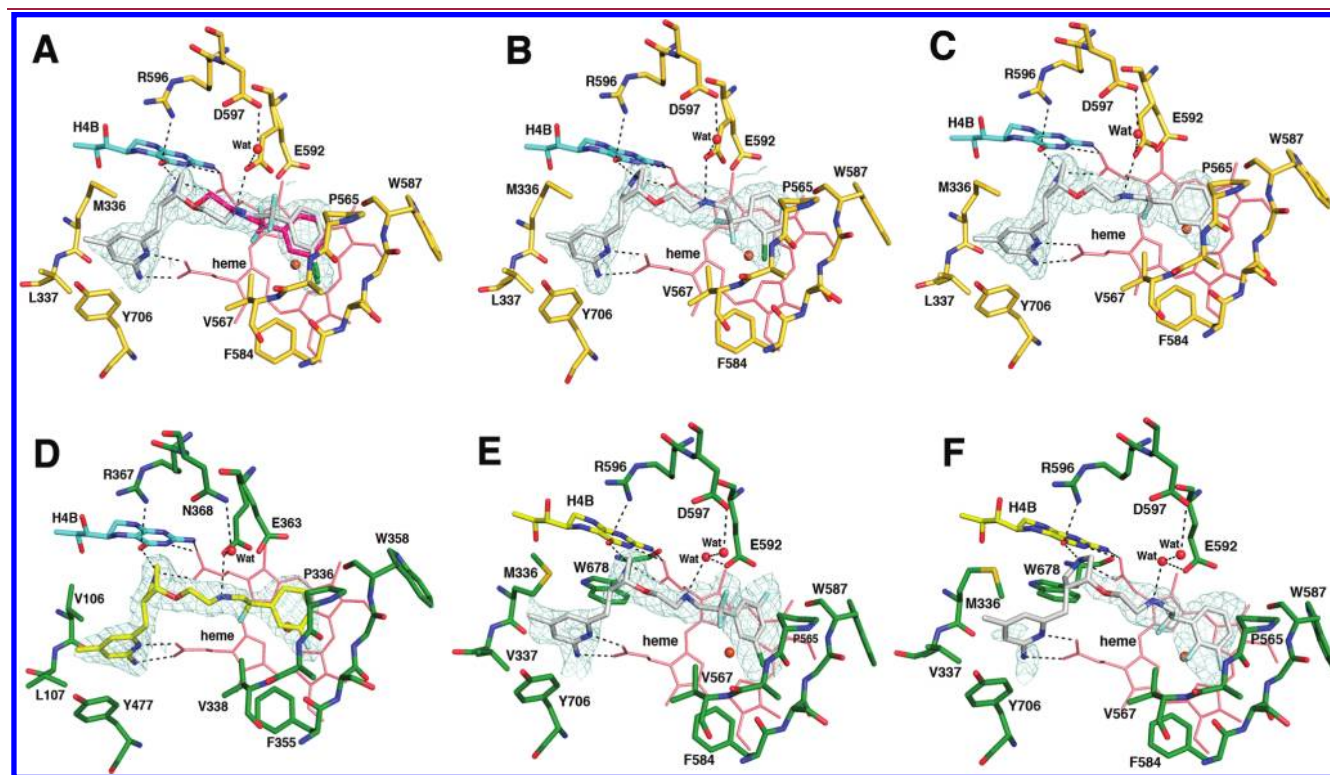 A
R596
D597
H4B
Wat
E592
W587
P565
M336
heme
L337
V567
Y706
F584
B
R596
D597
H4B
Wat
E592
W587
P565
M336
heme
L337
V567
Y706
F584
C
R596
D597
H4B
Wat
E592
W587
P565
M336
heme
L337
V567
Y706
F584
D
R367
N368
H4B
E363
Wat
W358
P336
V106
heme
L107
Y477
V338
F355
E
R596
H4B
D597
Wat
Wat
E592
M336
W678
W587
P565
heme
V337
V567
Y706
F584
F
R596
H4B
D597
Wat
Wat
E592
W678
W587
M336
P565
heme
V337
V567
Y706
F584